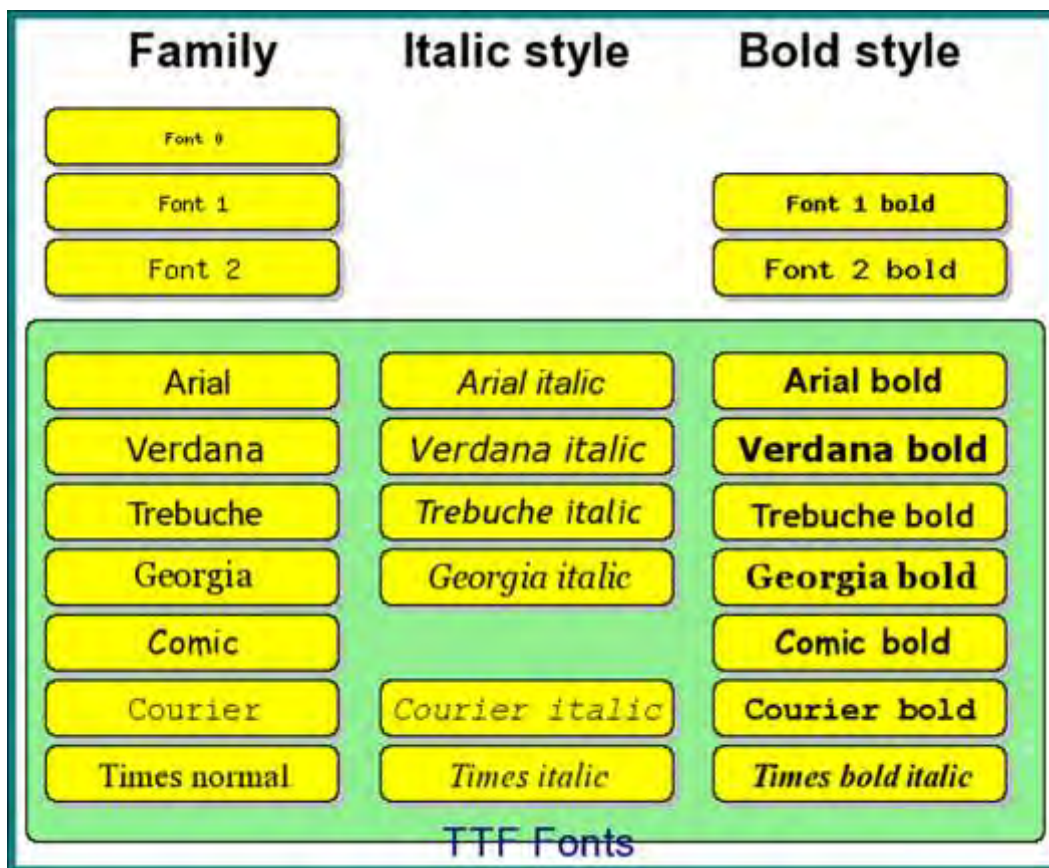 Family Italic style Bold style
Font 0
Font 1 Font 1 bold
Font 2 Font 2 bold
Arial Arial italic Arial bold
Verdana Verdana italic Verdana bold
Trebuche Trebuche italic Trebuche bold
Georgia Georgia italic Georgia bold
Comic Comic bold
Courier Courier italic Courier bold
Times normal Times italic Times bold italic
TTF Fonts